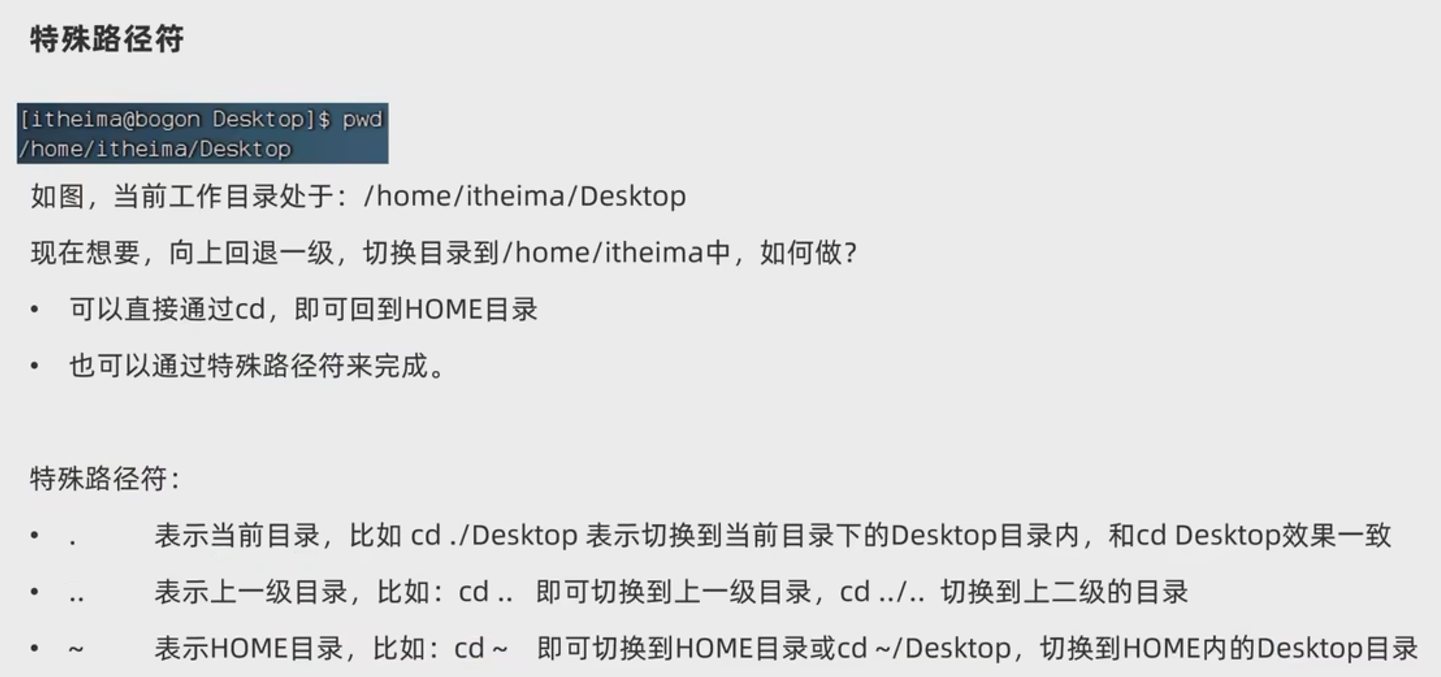 特殊路径符
[itheima@bogon Desktop]$ pwd
/home/itheima/Desktop
如图，当前工作目录处于：/home/itheima/Desktop
现在想要，向上回退一级，切换目录到/home/itheima中，如何做？
• 可以直接通过cd，即可回到HOME目录
• 也可以通过特殊路径符来完成。
特殊路径符：
• . 表示当前目录，比如 cd ./Desktop 表示切换到当前目录下的Desktop目录内，和cd Desktop效果一致
• .. 表示上一级目录，比如：cd .. 即可切换到上一级目录，cd ../.. 切换到上二级的目录
• ~ 表示HOME目录，比如：cd ~ 即可切换到HOME目录或cd ~/Desktop，切换到HOME内的Desktop目录